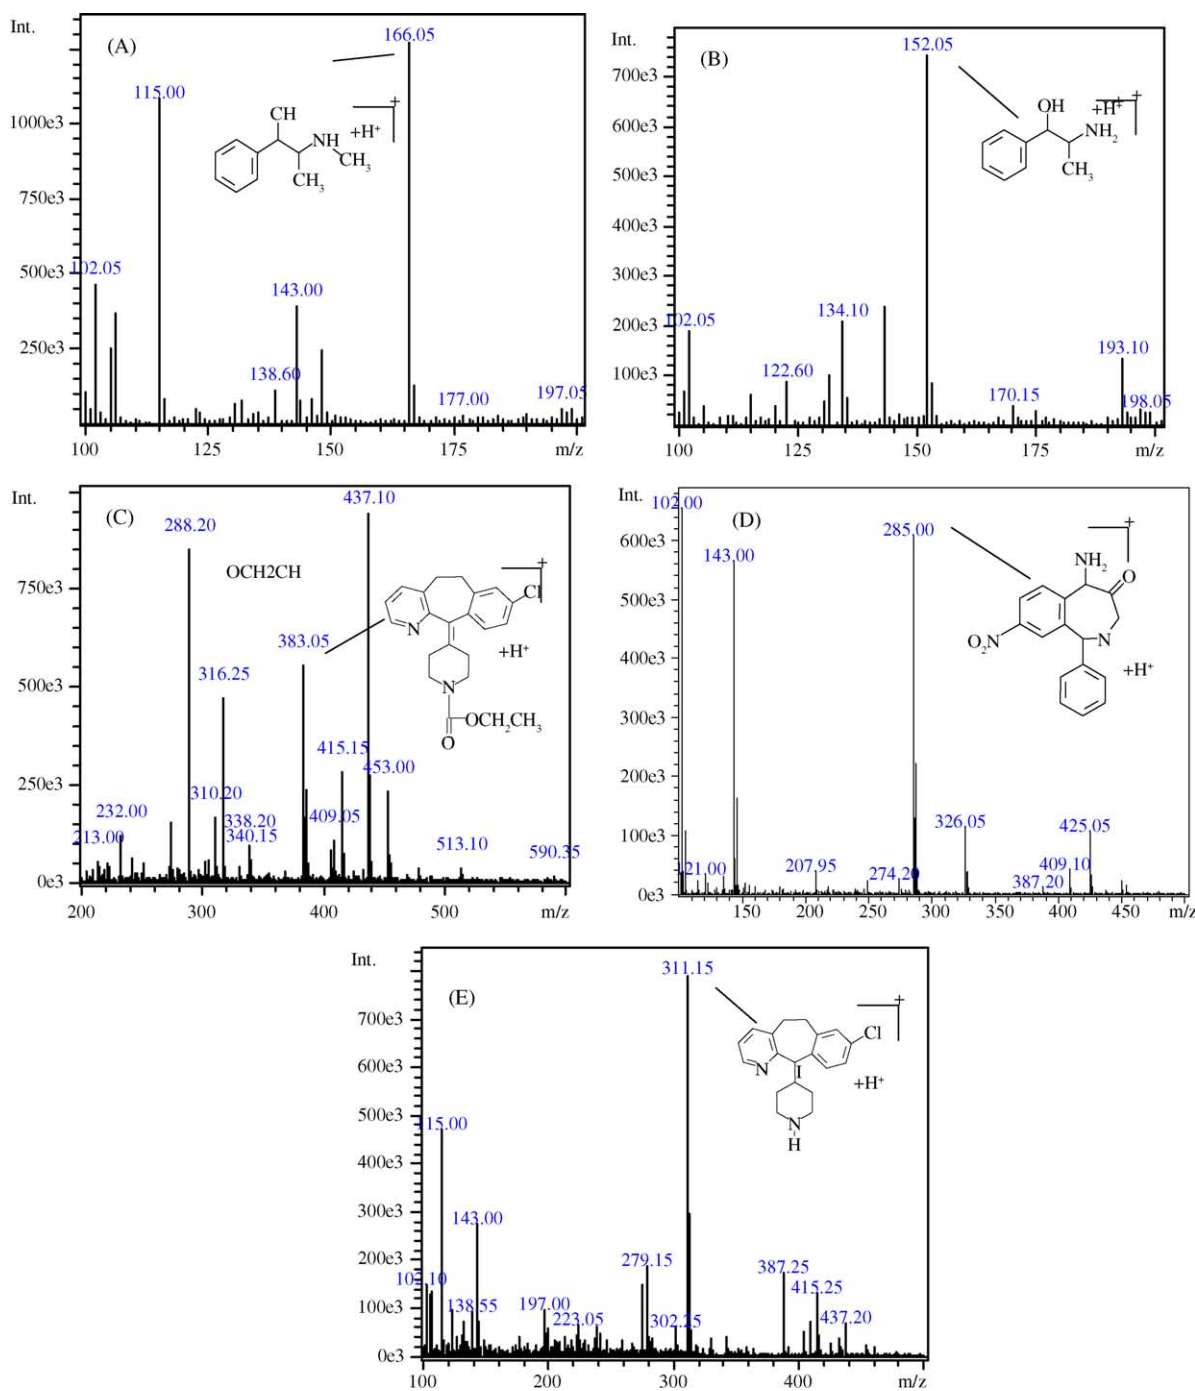 Int.
(A)
166.05
115.00
CH
+
+H⁺
NH
CH₃
CH₃
1000e3
750e3
500e3
250e3
102.05
143.00
138.60
177.00
197.05
100
125
150
175
m/z
Int.
(B)
152.05
OH
+
+H⁺
NH₂
CH₃
700e3
600e3
500e3
400e3
300e3
200e3
100e3
102.05
134.10
122.60
193.10
170.15
198.05
100
125
150
175
m/z
Int.
(C)
437.10
288.20
OCH2CH
+
Cl
N
383.05
+H⁺
316.25
N
OCH₂CH₃
O
415.15
453.00
310.20
409.05
338.20
340.15
232.00
213.00
513.10
590.35
750e3
500e3
250e3
0e3
200
300
400
500
m/z
Int.
(D)
102.00
285.00
+
NH₂
O
143.00
O₂N
N
+H⁺
600e3
500e3
400e3
300e3
200e3
100e3
0e3
326.05
425.05
409.10
387.20
274.20
207.95
121.00
150
200
250
300
350
400
450
m/z
Int.
(E)
311.15
+
Cl
N
+H⁺
N
H
700e3
600e3
500e3
400e3
300e3
200e3
100e3
0e3
115.00
143.00
138.55
197.00
223.05
279.15
302.25
387.25
415.25
437.20
100
200
300
400
m/z